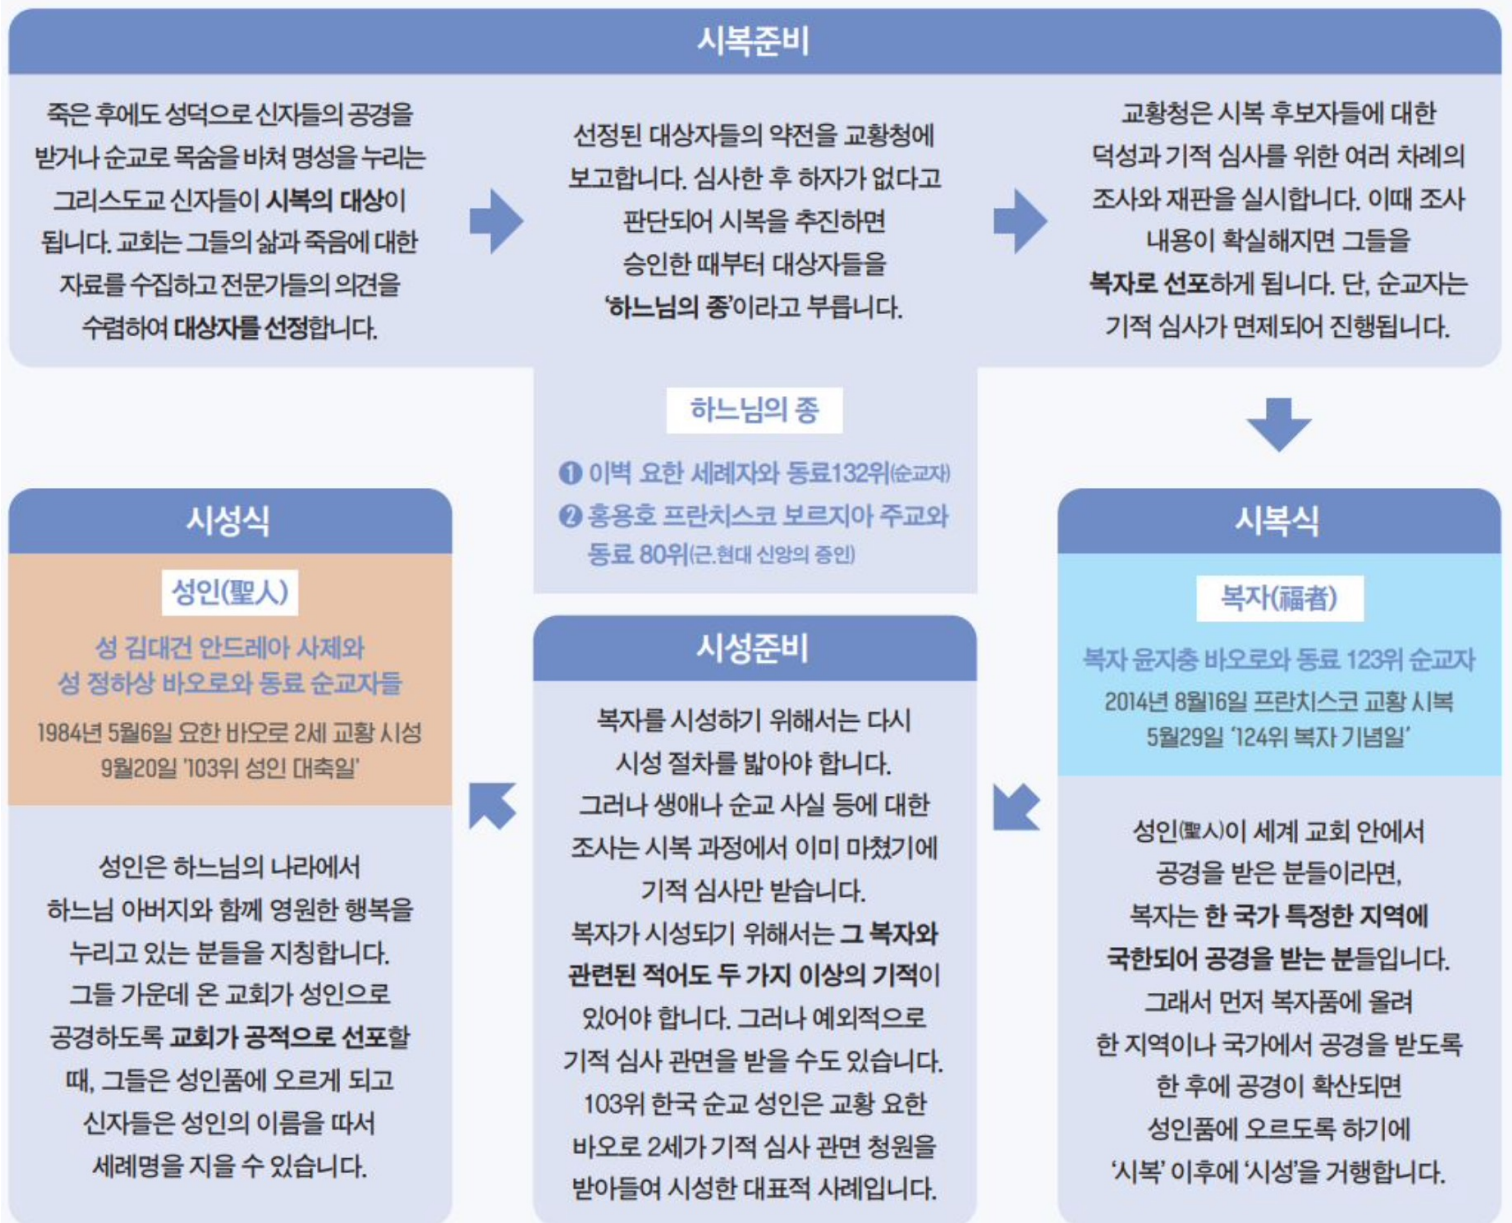 시복준비
죽은 후에도 성덕으로 신자들의 공경을
받거나 순교로 목숨을 바쳐 명성을 누리는
그리스도교 신자들이 시복의 대상이
됩니다. 교회는 그들의 삶과 죽음에 대한
자료를 수집하고 전문가들의 의견을
수렴하여 대상자를 선정합니다.
선정된 대상자들의 약전을 교황청에
보고합니다. 심사한 후 하자가 없다고
판단되어 시복을 추진하면
승인한 때부터 대상자들을
‘하느님의 종’이라고 부릅니다.
교황청은 시복 후보자들에 대한
덕성과 기적 심사를 위한 여러 차례의
조사와 재판을 실시합니다. 이때 조사
내용이 확실해지면 그들을
복자로 선포하게 됩니다. 단, 순교자는
기적 심사가 면제되어 진행됩니다.
하느님의 종
❶ 이벽 요한 세례자와 동료132위(순교자)
❷ 홍용호 프란치스코 보르지아 주교와
동료 80위(근.현대 신앙의 증인)
시복식
복자(福者)
복자 윤지충 바오로와 동료 123위 순교자
2014년 8월16일 프란치스코 교황 시복
5월29일 ‘124위 복자 기념일’
성인(聖人)이 세계 교회 안에서
공경을 받은 분들이라면,
복자는 한 국가 특정한 지역에
국한되어 공경을 받는 분들입니다.
그래서 먼저 복자품에 올려
한 지역이나 국가에서 공경을 받도록
한 후에 공경이 확산되면
성인품에 오르도록 하기에
‘시복’ 이후에 ‘시성’을 거행합니다.
시성준비
복자를 시성하기 위해서는 다시
시성 절차를 밟아야 합니다.
그러나 생애나 순교 사실 등에 대한
조사는 시복 과정에서 이미 마쳤기에
기적 심사만 받습니다.
복자가 시성되기 위해서는 그 복자와
관련된 적어도 두 가지 이상의 기적이
있어야 합니다. 그러나 예외적으로
기적 심사 관면을 받을 수도 있습니다.
103위 한국 순교 성인은 교황 요한
바오로 2세가 기적 심사 관면 청원을
받아들여 시성한 대표적 사례입니다.
시성식
성인(聖人)
성 김대건 안드레아 사제와
성 정하상 바오로와 동료 순교자들
1984년 5월6일 요한 바오로 2세 교황 시성
9월20일 ‘103위 성인 대축일’
성인은 하느님의 나라에서
하느님 아버지와 함께 영원한 행복을
누리고 있는 분들을 지칭합니다.
그들 가운데 온 교회가 성인으로
공경하도록 교회가 공적으로 선포할
때, 그들은 성인품에 오르게 되고
신자들은 성인의 이름을 따서
세례명을 지을 수 있습니다.